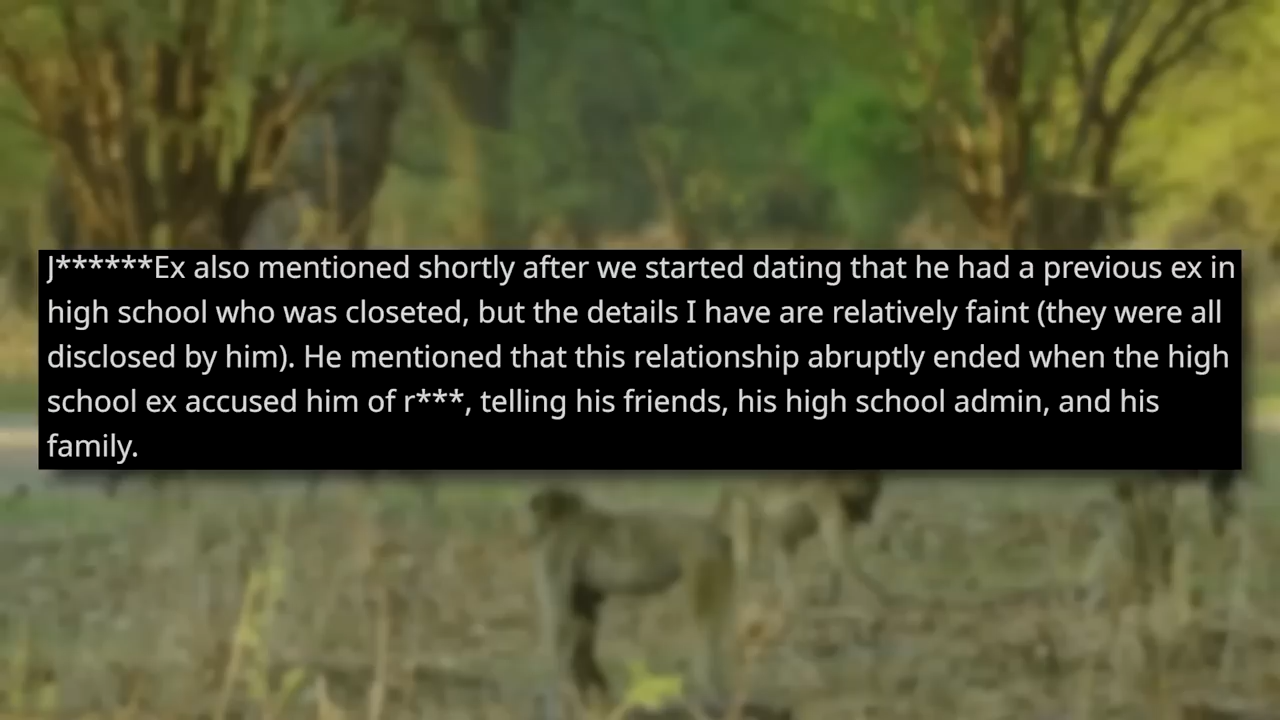 J******Ex also mentioned shortly after we started dating that he had a previous ex in
high school who was closeted, but the details I have are relatively faint (they were all
disclosed by him). He mentioned that this relationship abruptly ended when the high
school ex accused him of r***, telling his friends, his high school admin, and his
family.